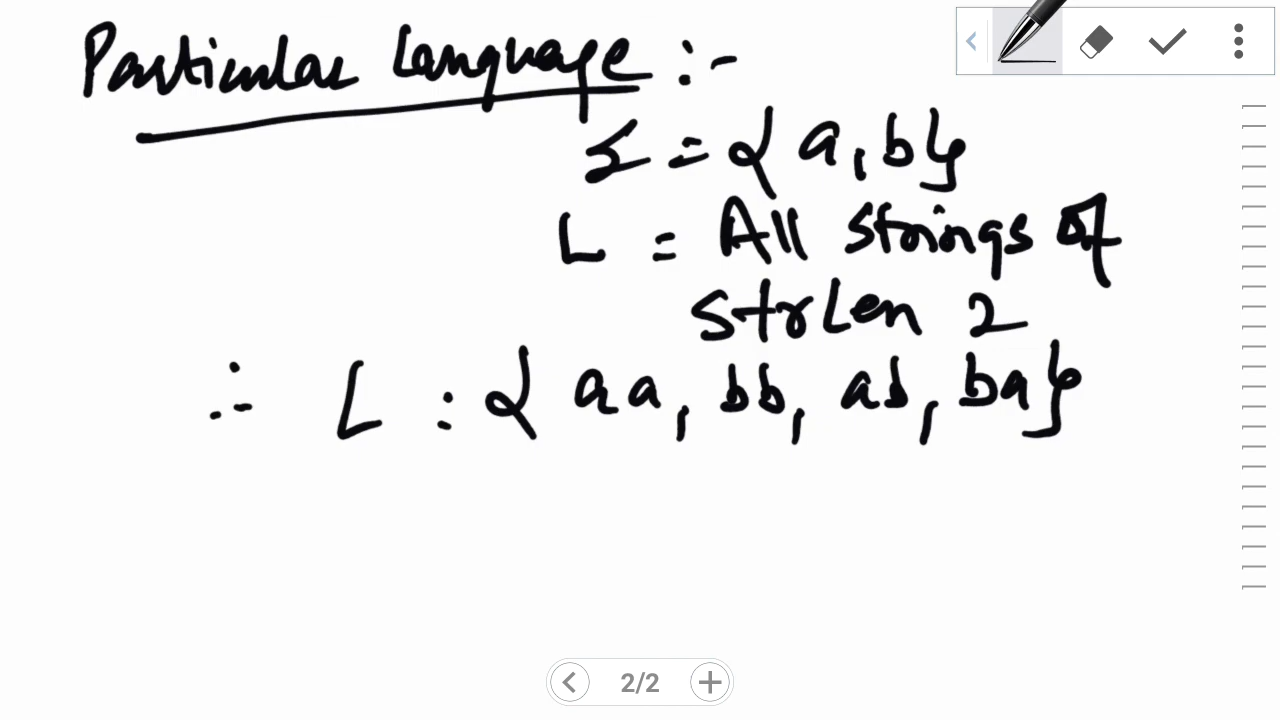 Particular Language :-
Σ = { a, b }
L = All strings of
strLen 2
∴ L : { aa, bb, ab, ba }
2/2